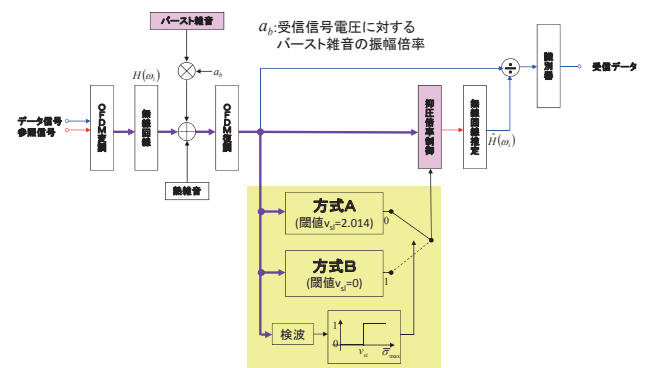 バースト雑音
a_b:受信信号電圧に対する
バースト雑音の振幅倍率
a_b
H(ω_i)
識別器
受信データ
÷
データ信号
参照信号
OFDM変調
無線回線
OFDM復調
抑圧倍率制御
無線回線推定
Ĥ(ω_i)
熱雑音
方式A
(閾値v_sl=2.014)
0
方式B
(閾値v_sl=0)
1
検波
1
0
v_sl
σ̅_max